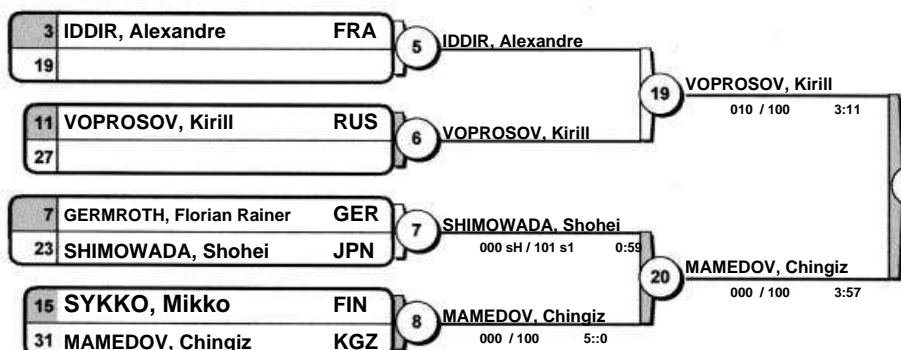 3 IDDIR, Alexandre FRA
19
5 IDDIR, Alexandre
19 VOPROSOV, Kirill
010 / 100 3:11
11 VOPROSOV, Kirill RUS
27
6 VOPROSOV, Kirill
7 GERMROTH, Florian Rainer GER
23 SHIMOWADA, Shohei JPN
7 SHIMOWADA, Shohei
000 sH / 101 s1 0:59
20 MAMEDOV, Chingiz
000 / 100 3:57
15 SYKKO, Mikko FIN
31 MAMEDOV, Chingiz KGZ
8 MAMEDOV, Chingiz
000 / 100 5::0